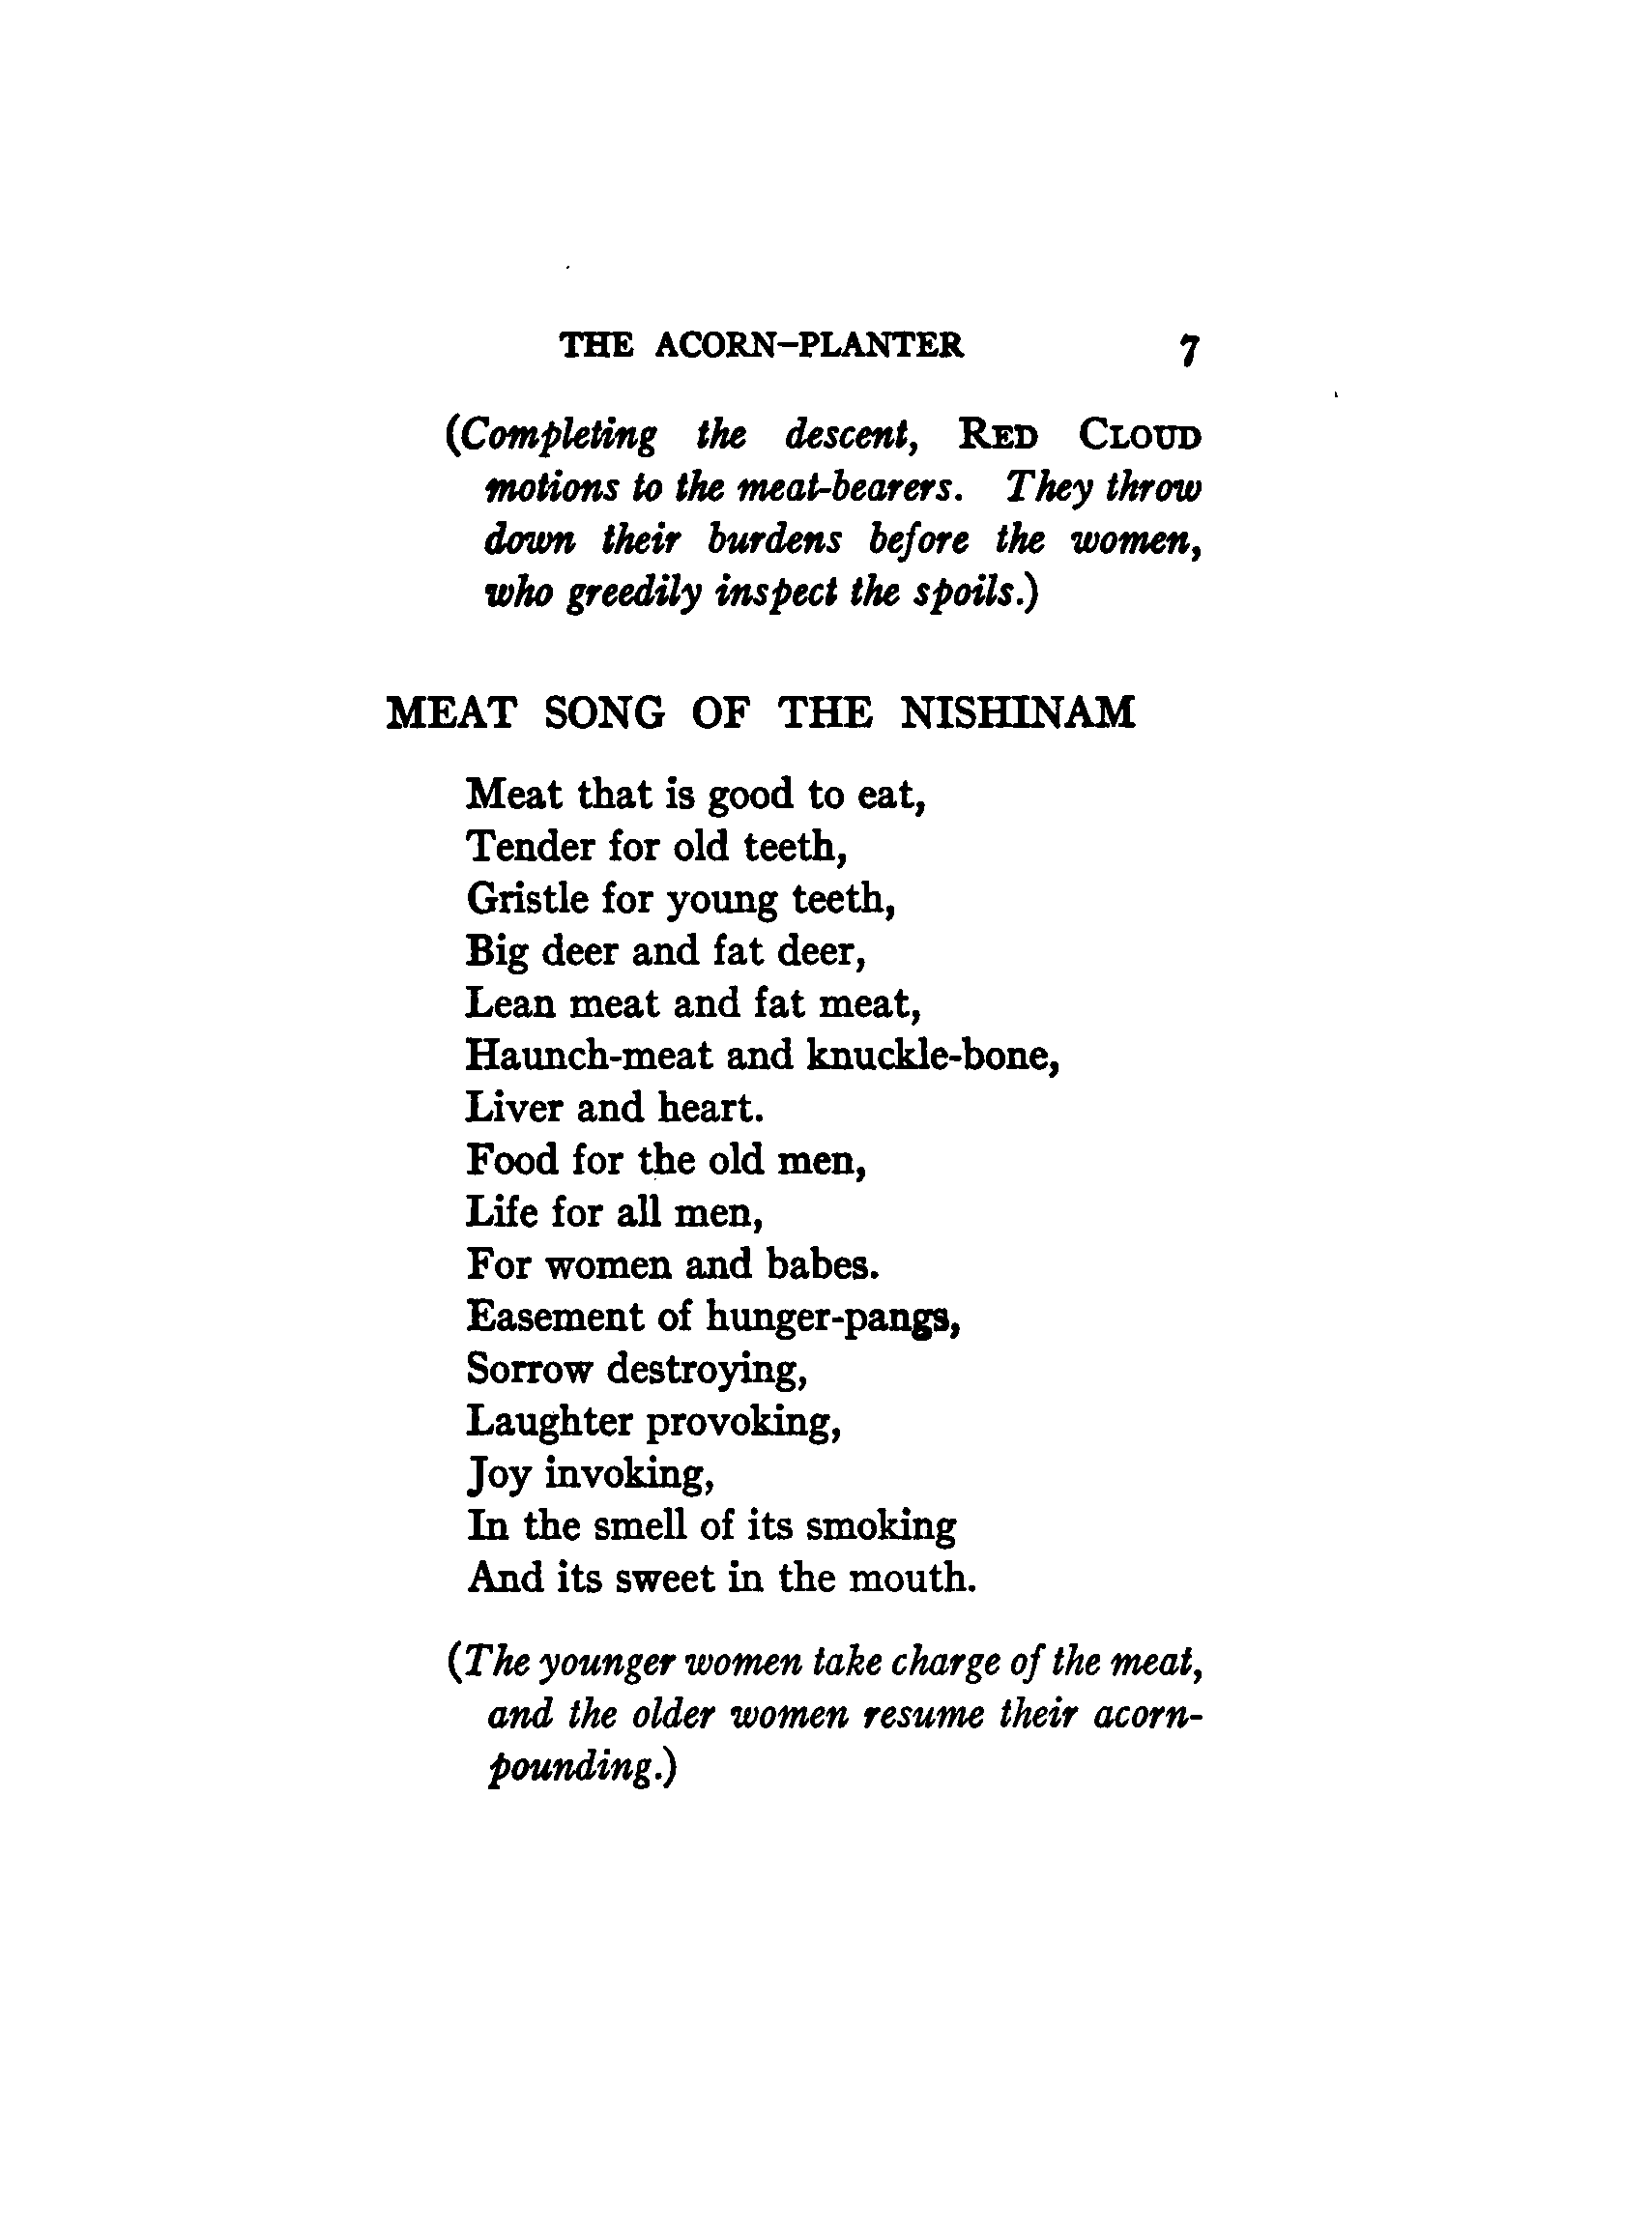 THE ACORN-PLANTER 7
(Completing the descent, RED CLOUD
motions to the meat-bearers. They throw
down their burdens before the women,
who greedily inspect the spoils.)
MEAT SONG OF THE NISHINAM
Meat that is good to eat,
Tender for old teeth,
Gristle for young teeth,
Big deer and fat deer,
Lean meat and fat meat,
Haunch-meat and knuckle-bone,
Liver and heart.
Food for the old men,
Life for all men,
For women and babes.
Easement of hunger-pangs,
Sorrow destroying,
Laughter provoking,
Joy invoking,
In the smell of its smoking
And its sweet in the mouth.
(The younger women take charge of the meat,
and the older women resume their acorn-
pounding.)